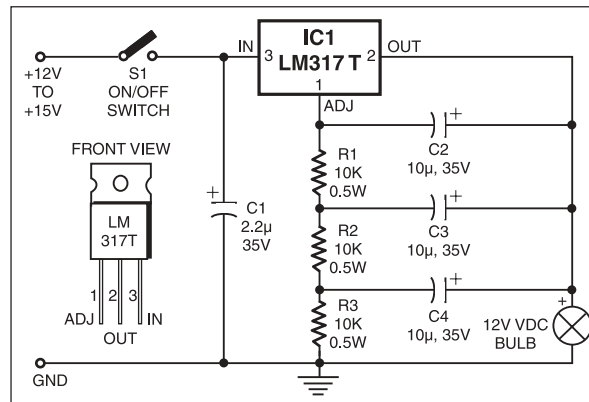 IC1
LM317 T
IN
3
2
OUT
1
ADJ
+12V
TO
+15V
S1
ON/OFF
SWITCH
FRONT VIEW
LM
317T
1
2
3
ADJ
IN
OUT
+
C1
2.2µ
35V
R1
10K
0.5W
R2
10K
0.5W
R3
10K
0.5W
+
C2
10µ, 35V
+
C3
10µ, 35V
+
C4
10µ, 35V
+
12V VDC
BULB
GND